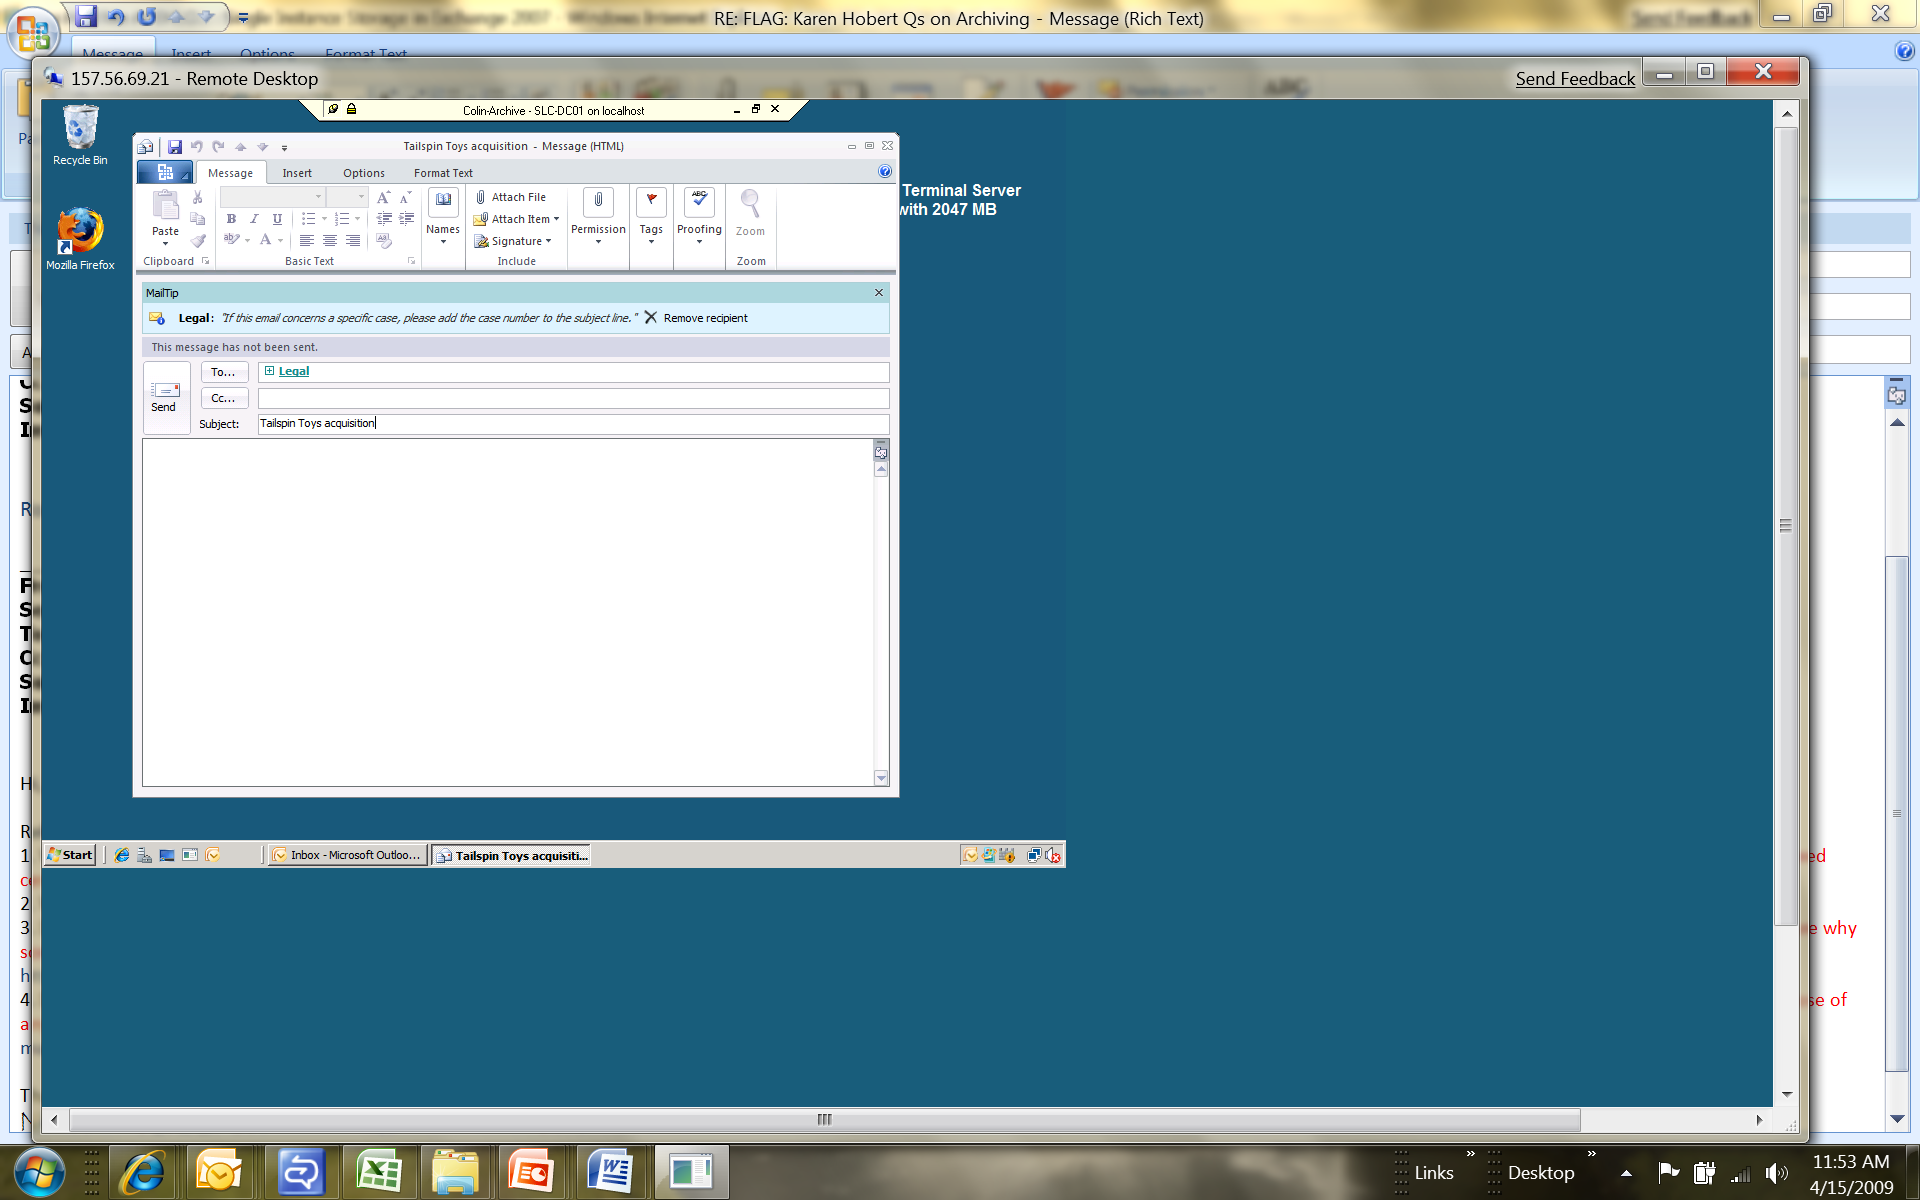 RE: FLAG: Karen Hobert Qs on Archiving - Message (Rich Text)
Message Insert Options Format Text
157.56.69.21 - Remote Desktop
Send Feedback
Colin-Archive - SLC-DC01 on localhost
Recycle Bin
Mozilla Firefox
Terminal Server
with 2047 MB
Tailspin Toys acquisition - Message (HTML)
Message Insert Options Format Text
Paste
Clipboard
B I U
Basic Text
Names
Attach File
Attach Item
Signature
Include
Permission
Tags
ABC
Proofing
Zoom
Zoom
MailTip
Legal: "If this email concerns a specific case, please add the case number to the subject line." Remove recipient
This message has not been sent.
Send
To... Legal
Cc...
Subject: Tailspin Toys acquisition
Start
Inbox - Microsoft Outloo...
Tailspin Toys acquisiti...
ed
e why
se of
Links
Desktop
11:53 AM
4/15/2009